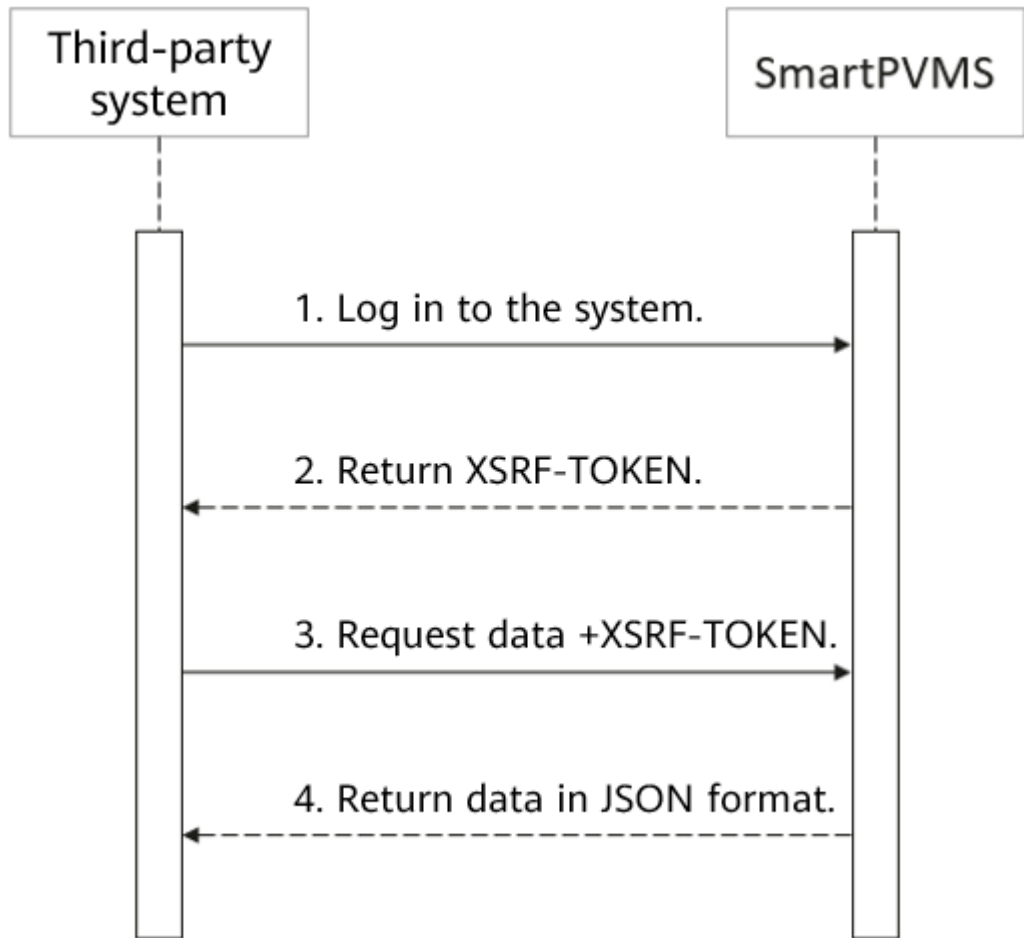 Third-party
system
SmartPVMS
1. Log in to the system.
2. Return XSRF-TOKEN.
3. Request data +XSRF-TOKEN.
4. Return data in JSON format.